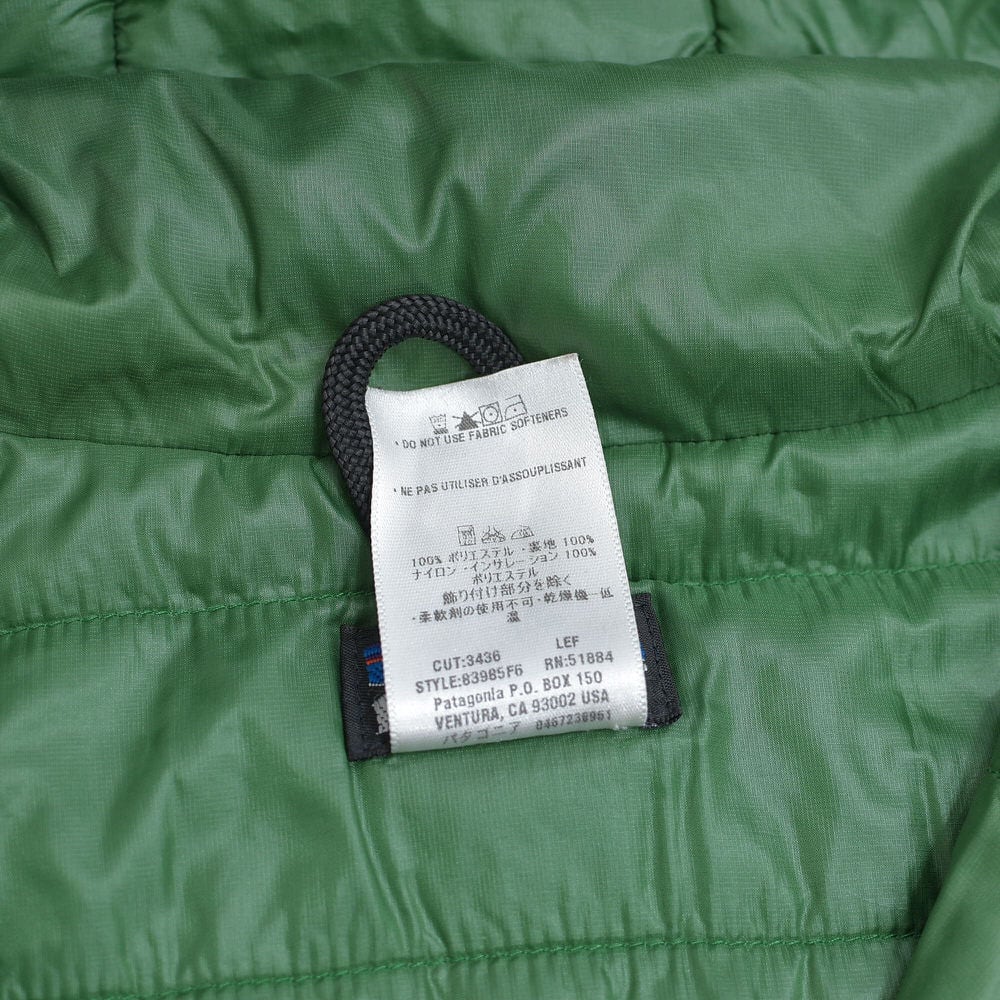 * DO NOT USE FABRIC SOFTENERS
* NE PAS UTILISER D'ASSOUPLISSANT
100% ポリエステル・裏地 100%
ナイロン・インサレーション 100%
ポリエステル
飾り付け部分を除く
・柔軟剤の使用不可・乾燥機－低
温
CUT:3436 LEF
STYLE:83985F6 RN:51884
Patagonia P.O. BOX 150
VENTURA, CA 93002 USA
パタゴニア 0467238951